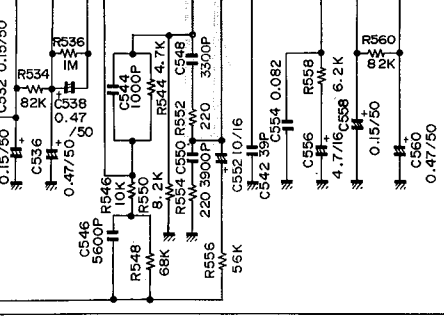 C532 0.15/50
R536
1M
R534
82K
C538
0.47
/50
0.15/50
C536
0.47/50
C544
1000P
R544 4.7K
C548
3300P
R552
220
R546
10K
R550
8.2K
R554
220
C550
3900P
C552 10/16
C542 39P
C546
5600P
R548
68K
R556
56K
C554 0.082
R558
6.2K
C556
4.7/16
C558
0.15/50
R560
82K
C560
0.47/50